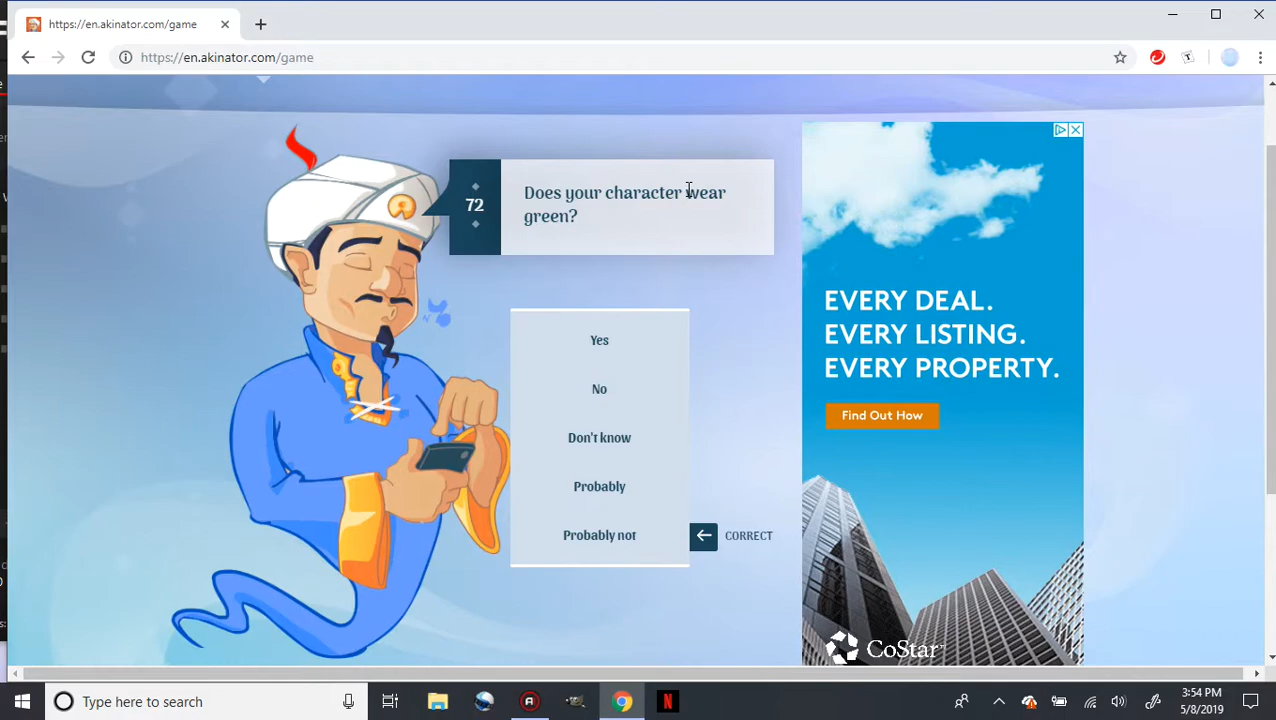 https://en.akinator.com/game
https://en.akinator.com/game
72
Does your character wear
green?
Yes
No
Don't know
Probably
Probably not
CORRECT
EVERY DEAL.
EVERY LISTING.
EVERY PROPERTY.
Find Out How
CoStar™
Type here to search
3:54 PM
5/8/2019